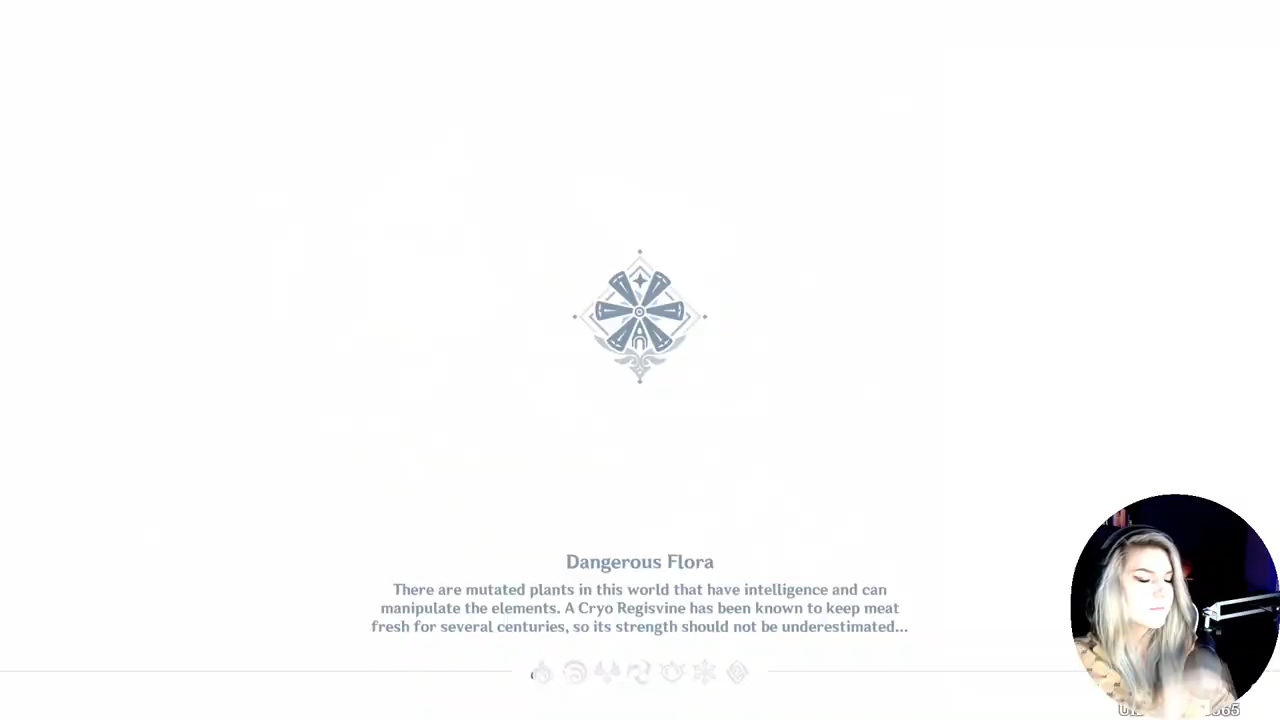 Dangerous Flora
There are mutated plants in this world that have intelligence and can
manipulate the elements. A Cryo Regisvine has been known to keep meat
fresh for several centuries, so its strength should not be underestimated...